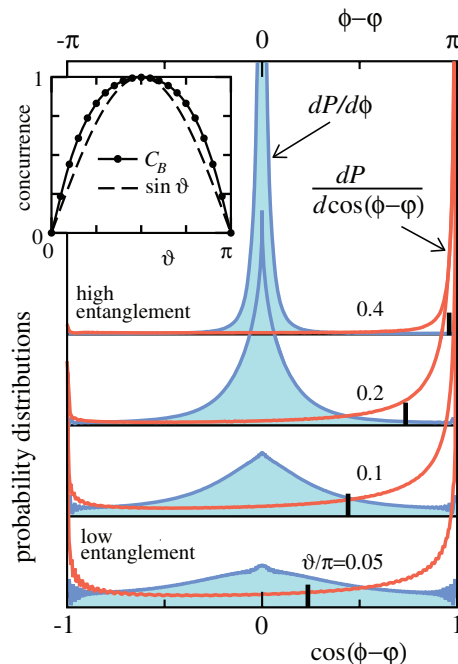 -π 0 ϕ−φ π
1
concurrence
C_B
sin ϑ
0
0 ϑ π
dP/dϕ
dP
dcos(ϕ−φ)
high
entanglement
0.4
0.2
0.1
low
entanglement
ϑ/π=0.05
probability distributions
-1 0 1
cos(ϕ−φ)